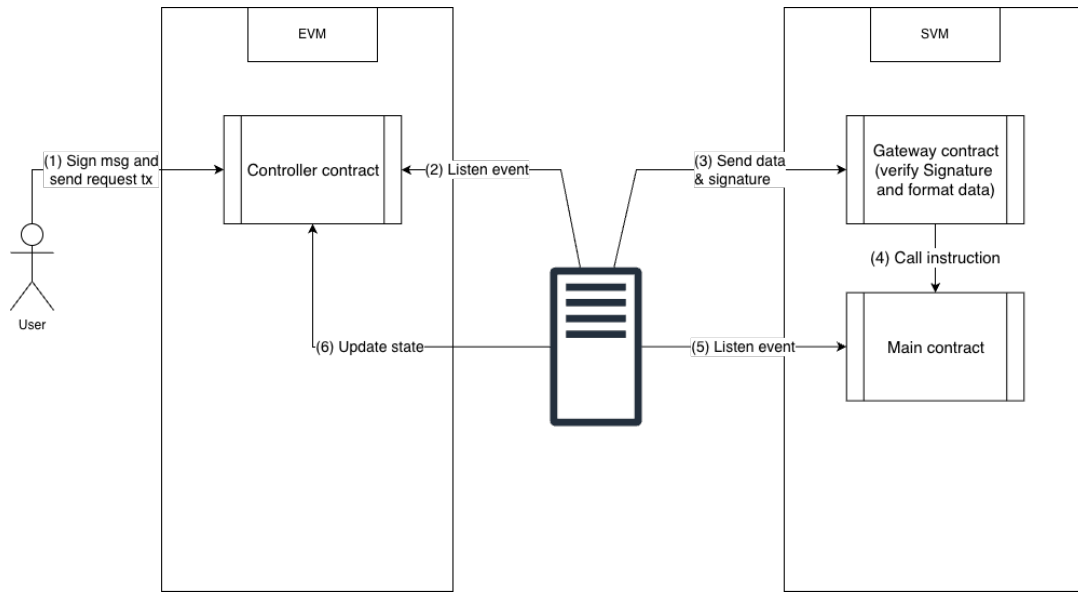 EVM
SVM
(1) Sign msg and
send request tx
Controller contract
(2) Listen event
(3) Send data
& signature
Gateway contract
(verify Signature
and format data)
(4) Call instruction
User
(6) Update state
(5) Listen event
Main contract